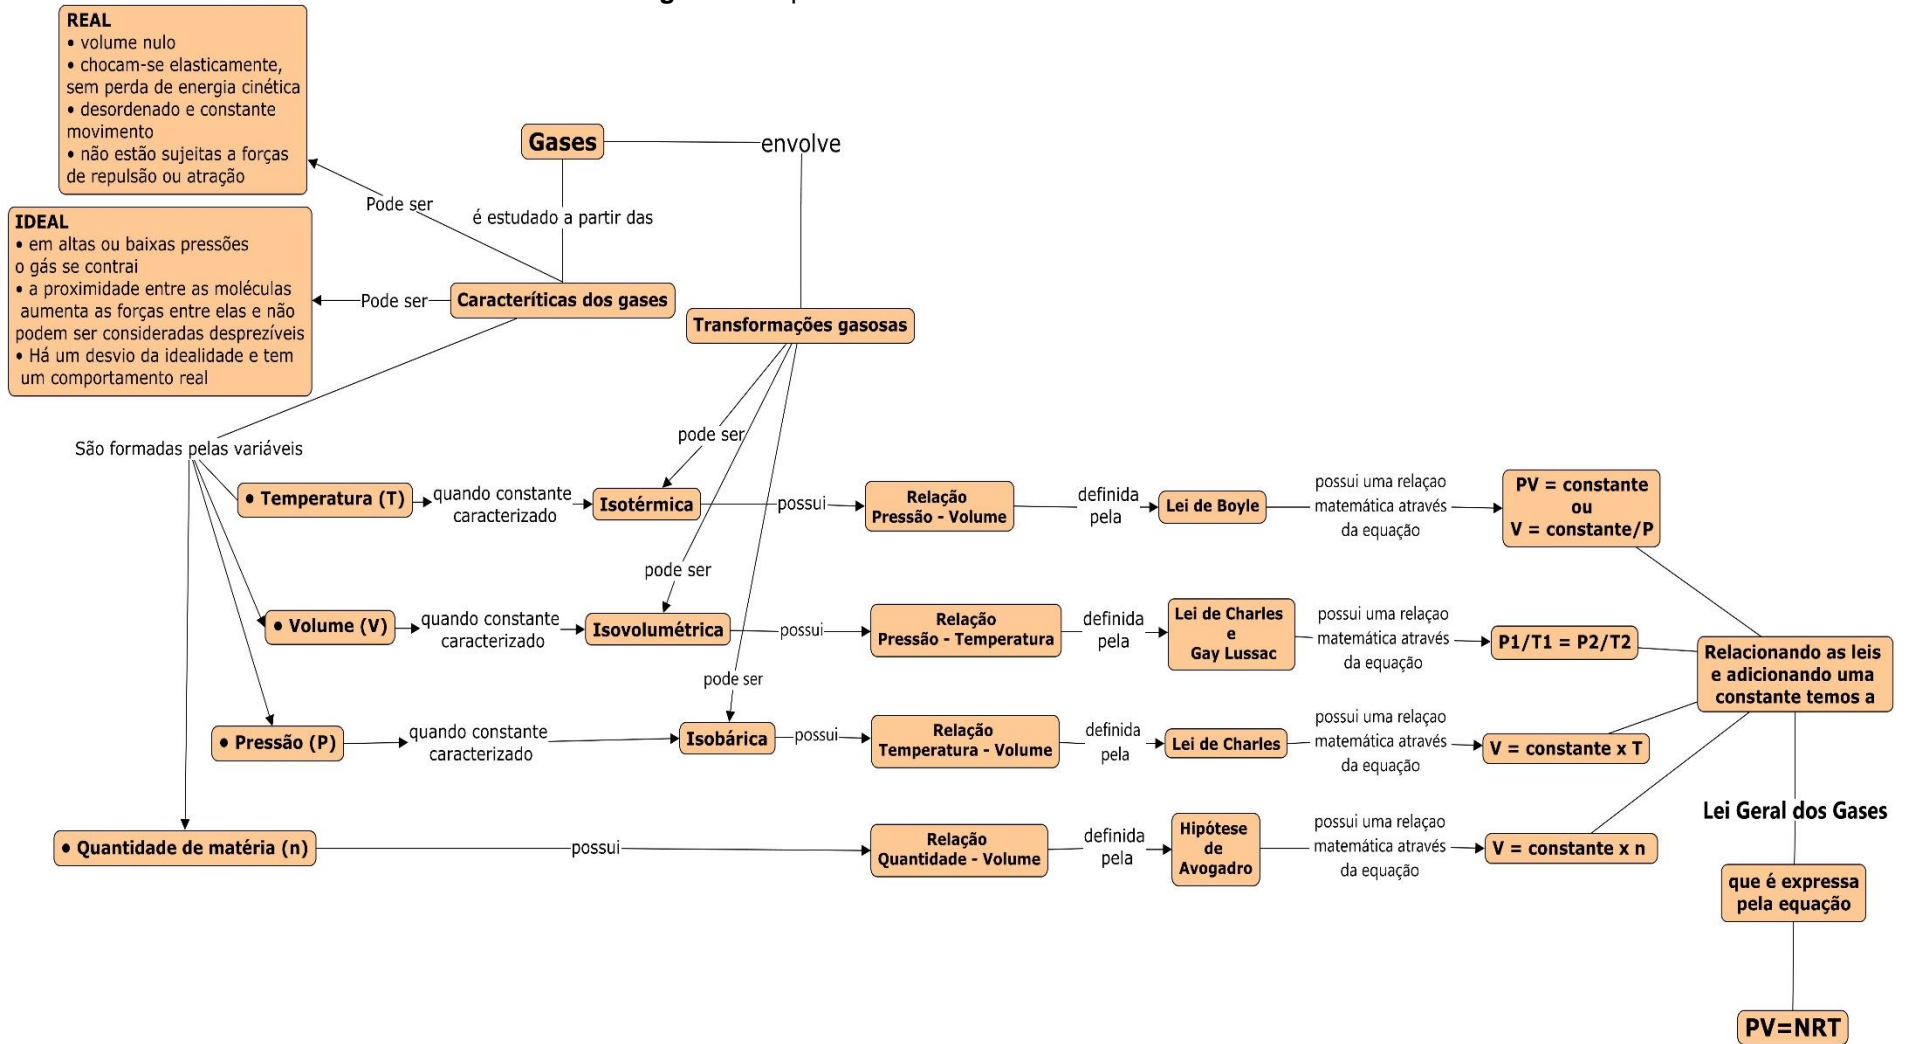 REAL
• volume nulo
• chocam-se elasticamente,
sem perda de energia cinética
• desordenado e constante
movimento
• não estão sujeitas a forças
de repulsão ou atração
Gases
envolve
Pode ser
é estudado a partir das
IDEAL
• em altas ou baixas pressões
o gás se contrai
• a proximidade entre as moléculas
aumenta as forças entre elas e não
podem ser consideradas desprezíveis
• Há um desvio da idealidade e tem
um comportamento real
Pode ser
Caracteríticas dos gases
Transformações gasosas
São formadas pelas variáveis
pode ser
• Temperatura (T)
quando constante
caracterizado
Isotérmica
possui
Relação
Pressão - Volume
definida
pela
Lei de Boyle
possui uma relaçao
matemática através
da equação
PV = constante
ou
V = constante/P
pode ser
• Volume (V)
quando constante
caracterizado
Isovolumétrica
possui
Relação
Pressão - Temperatura
definida
pela
Lei de Charles
e
Gay Lussac
possui uma relaçao
matemática através
da equação
P1/T1 = P2/T2
Relacionando as leis
e adicionando uma
constante temos a
pode ser
• Pressão (P)
quando constante
caracterizado
Isobárica
possui
Relação
Temperatura - Volume
definida
pela
Lei de Charles
possui uma relaçao
matemática através
da equação
V = constante x T
Lei Geral dos Gases
• Quantidade de matéria (n)
possui
Relação
Quantidade - Volume
definida
pela
Hipótese
de
Avogadro
possui uma relaçao
matemática através
da equação
V = constante x n
que é expressa
pela equação
PV=NRT